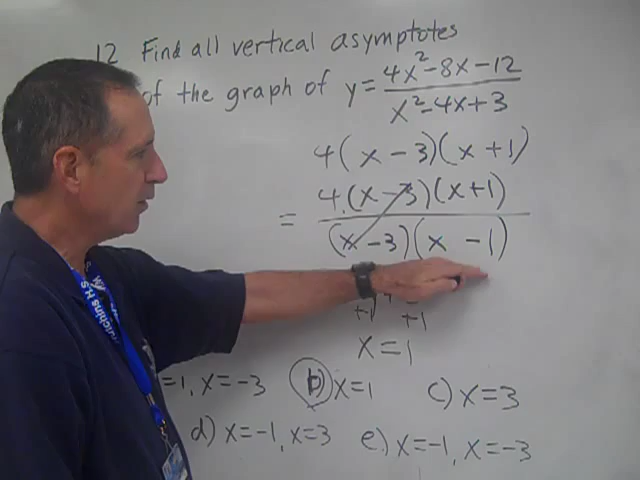 12 Find all vertical asymptotes
of the graph of y = (4x² - 8x - 12)/(x² - 4x + 3)
4(x - 3)(x + 1)
= 4(x - 3)(x + 1)/((x - 3)(x - 1))
+1 +1
x = 1
=1, x = -3 b) x = 1 c) x = 3
d) x = -1, x = 3 e) x = -1, x = -3
Hutchins H S